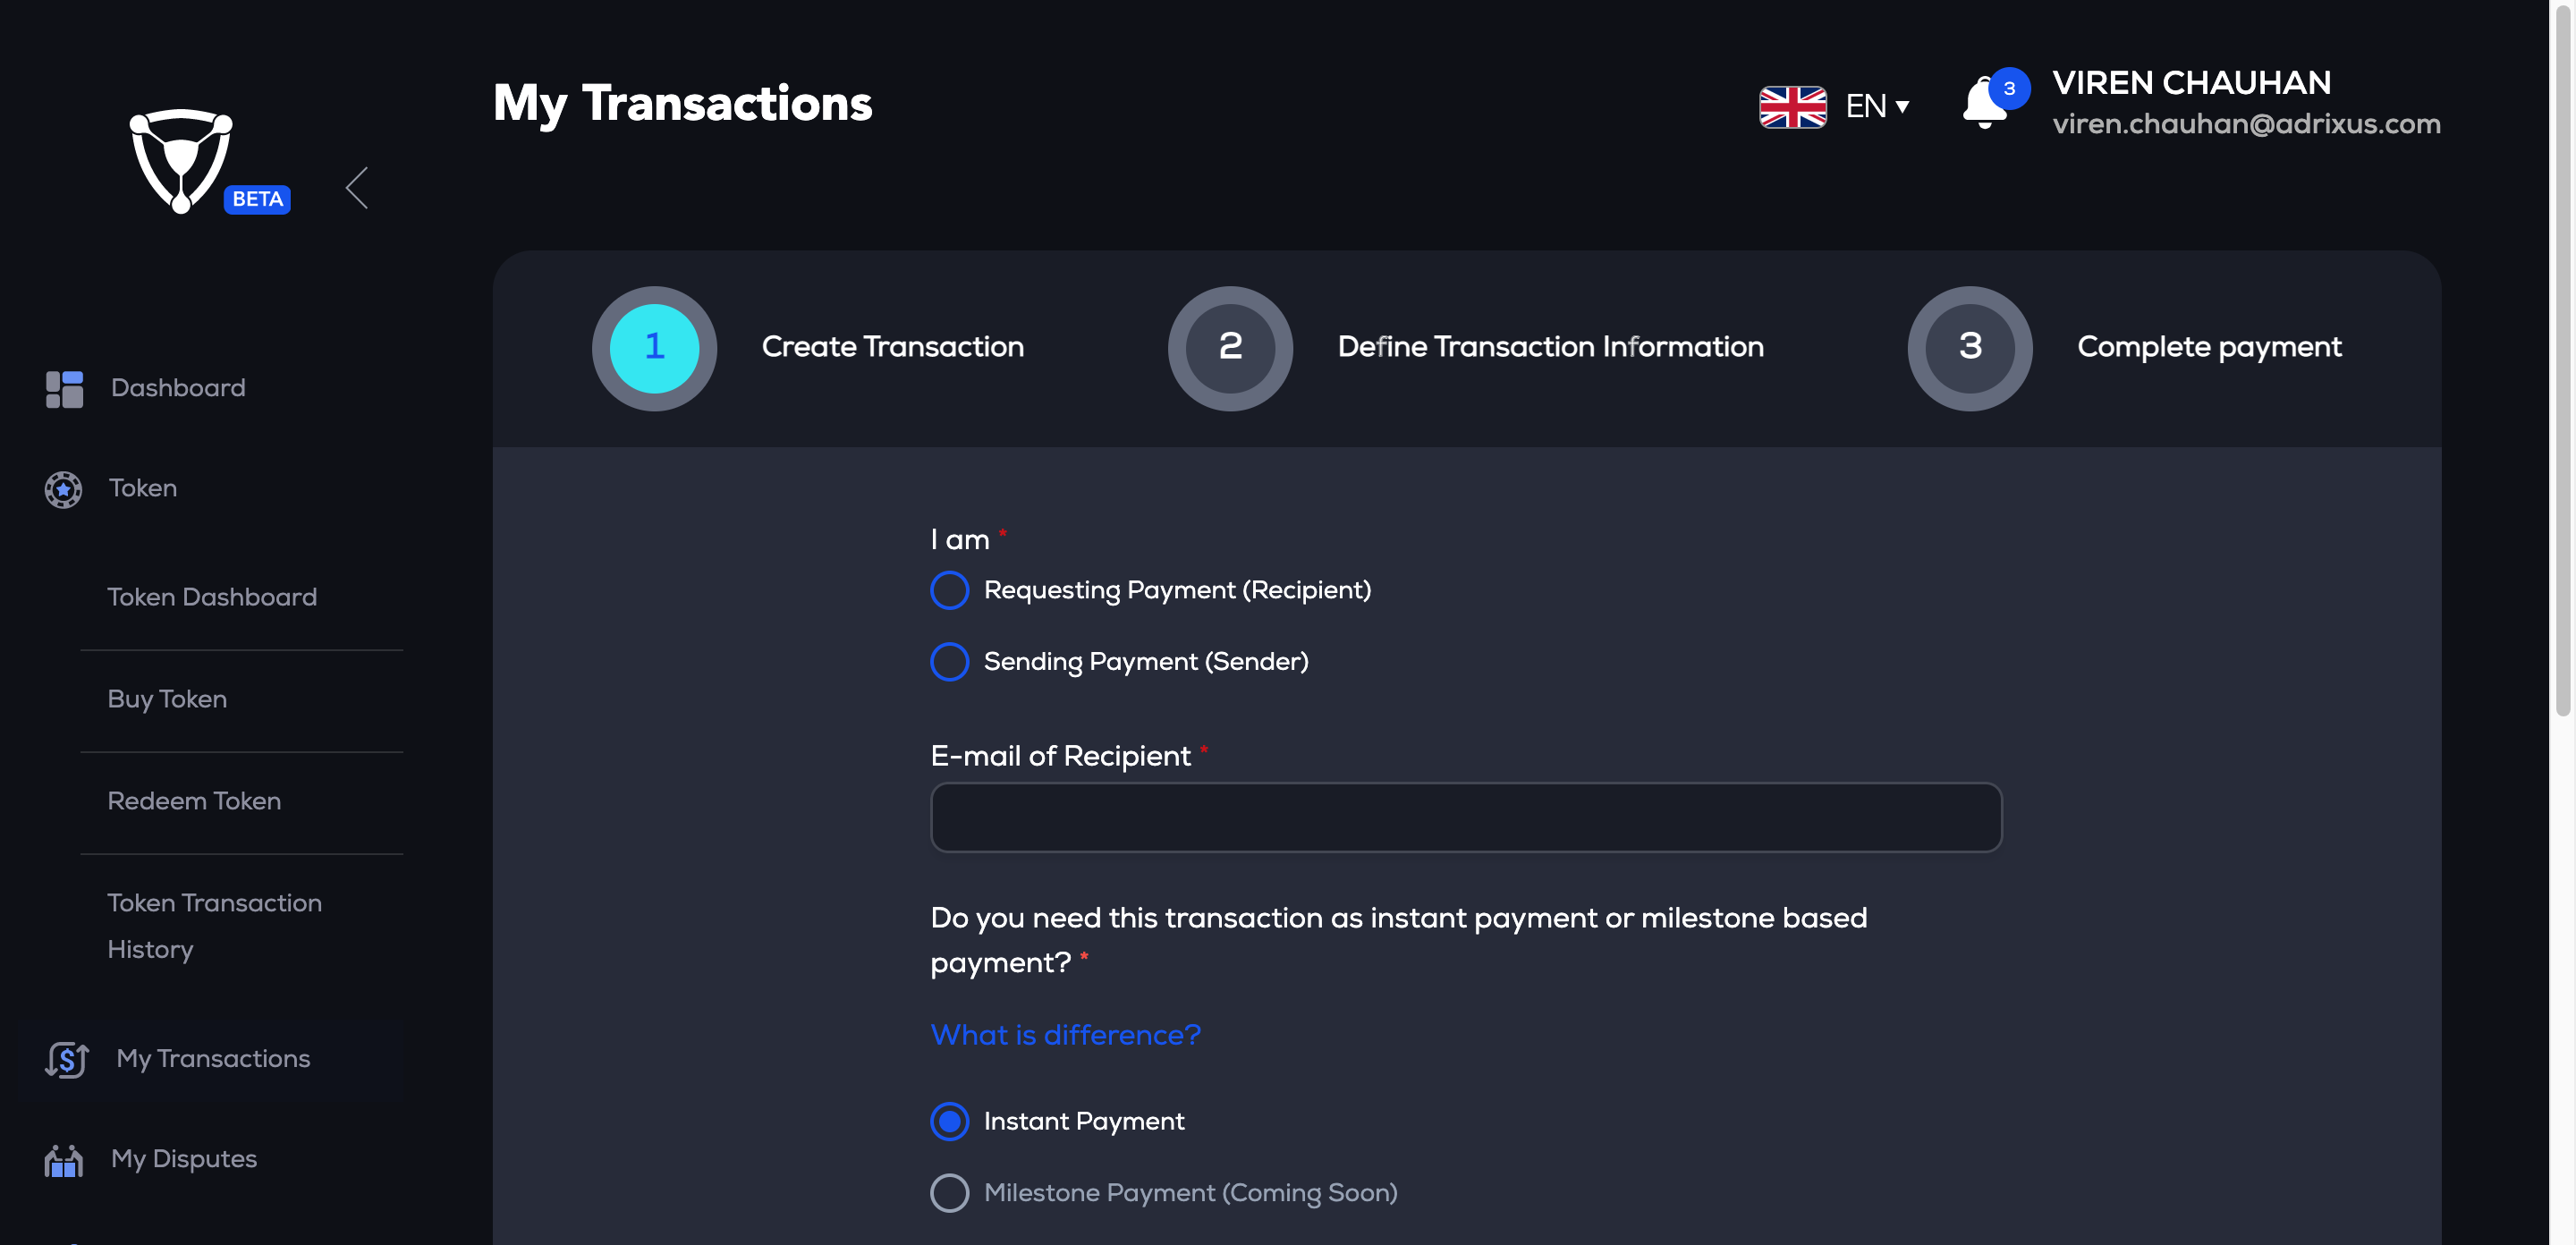 My Transactions
EN
3
VIREN CHAUHAN
viren.chauhan@adrixus.com
BETA
Dashboard
Token
Token Dashboard
Buy Token
Redeem Token
Token Transaction
History
My Transactions
My Disputes
1 Create Transaction
2 Define Transaction Information
3 Complete payment
I am *
Requesting Payment (Recipient)
Sending Payment (Sender)
E-mail of Recipient *
Do you need this transaction as instant payment or milestone based
payment? *
What is difference?
Instant Payment
Milestone Payment (Coming Soon)